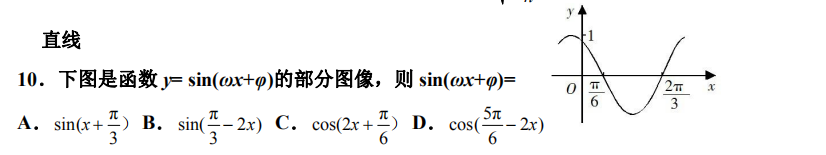 直线
10．下图是函数 y= sin(ωx+φ)的部分图像，则 sin(ωx+φ)=
A． sin(x+π/3) B． sin(π/3−2x) C． cos(2x+π/6) D． cos(5π/6−2x)
y
1
O π/6 2π/3 x